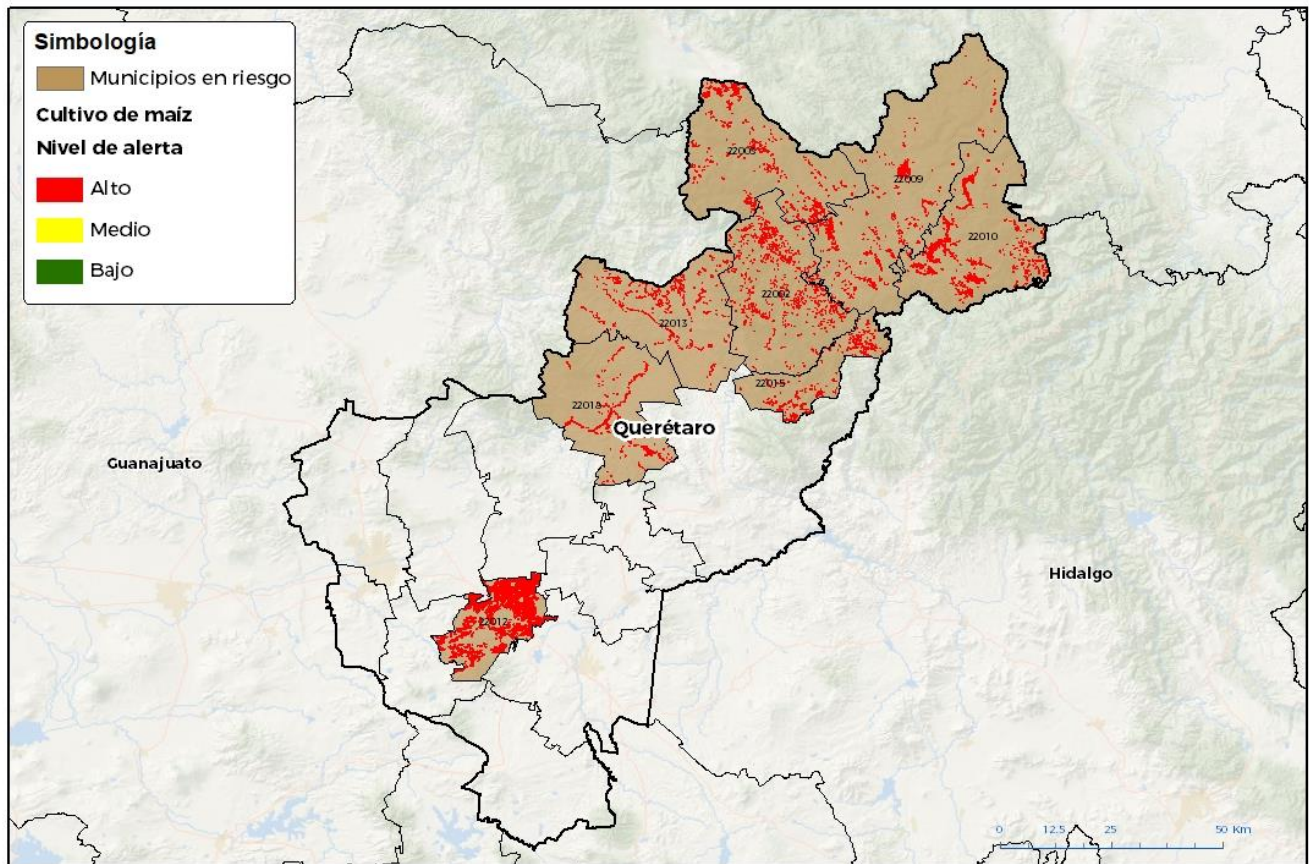 Simbología
Municipios en riesgo
Cultivo de maíz
Nivel de alerta
Alto
Medio
Bajo
22009
22010
22002
22013
22015
Querétaro
Guanajuato
Hidalgo
22012
0 12.5 25 50 Km